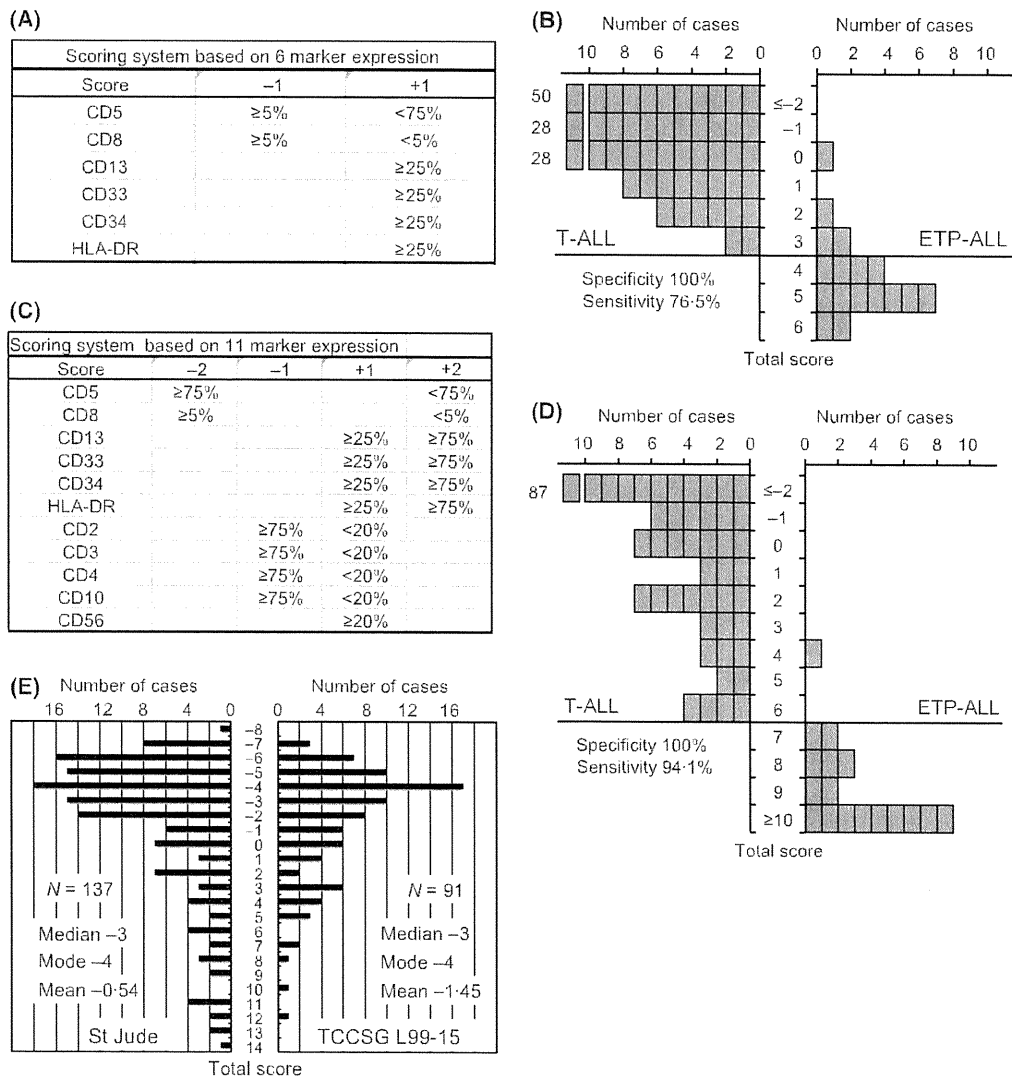 (A)
Scoring system based on 6 marker expression
Score −1 +1
CD5 ≥5% <75%
CD8 ≥5% <5%
CD13 ≥25%
CD33 ≥25%
CD34 ≥25%
HLA-DR ≥25%
(B)
Number of cases Number of cases
10 8 6 4 2 0 0 2 4 6 8 10
50 ≤−2
28 −1
28 0
1
2
3
T-ALL ETP-ALL
4
Specificity 100%
Sensitivity 76·5%
5
6
Total score
(C)
Scoring system based on 11 marker expression
Score −2 −1 +1 +2
CD5 ≥75% <75%
CD8 ≥5% <5%
CD13 ≥25% ≥75%
CD33 ≥25% ≥75%
CD34 ≥25% ≥75%
HLA-DR ≥25% ≥75%
CD2 ≥75% <20%
CD3 ≥75% <20%
CD4 ≥75% <20%
CD10 ≥75% <20%
CD56 ≥20%
(D)
Number of cases Number of cases
10 8 6 4 2 0 0 2 4 6 8 10
87 ≤−2
−1
0
1
2
3
4
5
T-ALL 6 ETP-ALL
7
Specificity 100%
Sensitivity 94·1%
8
9
≥10
Total score
(E)
Number of cases Number of cases
16 12 8 4 0 0 4 8 12 16
−8
−7
−6
−5
−4
−3
−2
−1
0
1
2
3
4
5
6
7
8
9
10
11
12
13
14
N = 137 N = 91
Median −3 Median −3
Mode −4 Mode −4
Mean −0·54 Mean −1·45
St Jude TCCSG L99-15
Total score